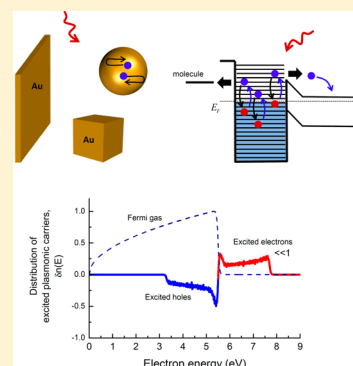 Au
Au
molecule
E_F
1.0
0.5
0.0
-0.5
-1.0
Distribution of
excited plasmonic carriers,
δn(E)
Fermi gas
Excited electrons
<<1
Excited holes
0 1 2 3 4 5 6 7 8 9
Electron energy (eV)